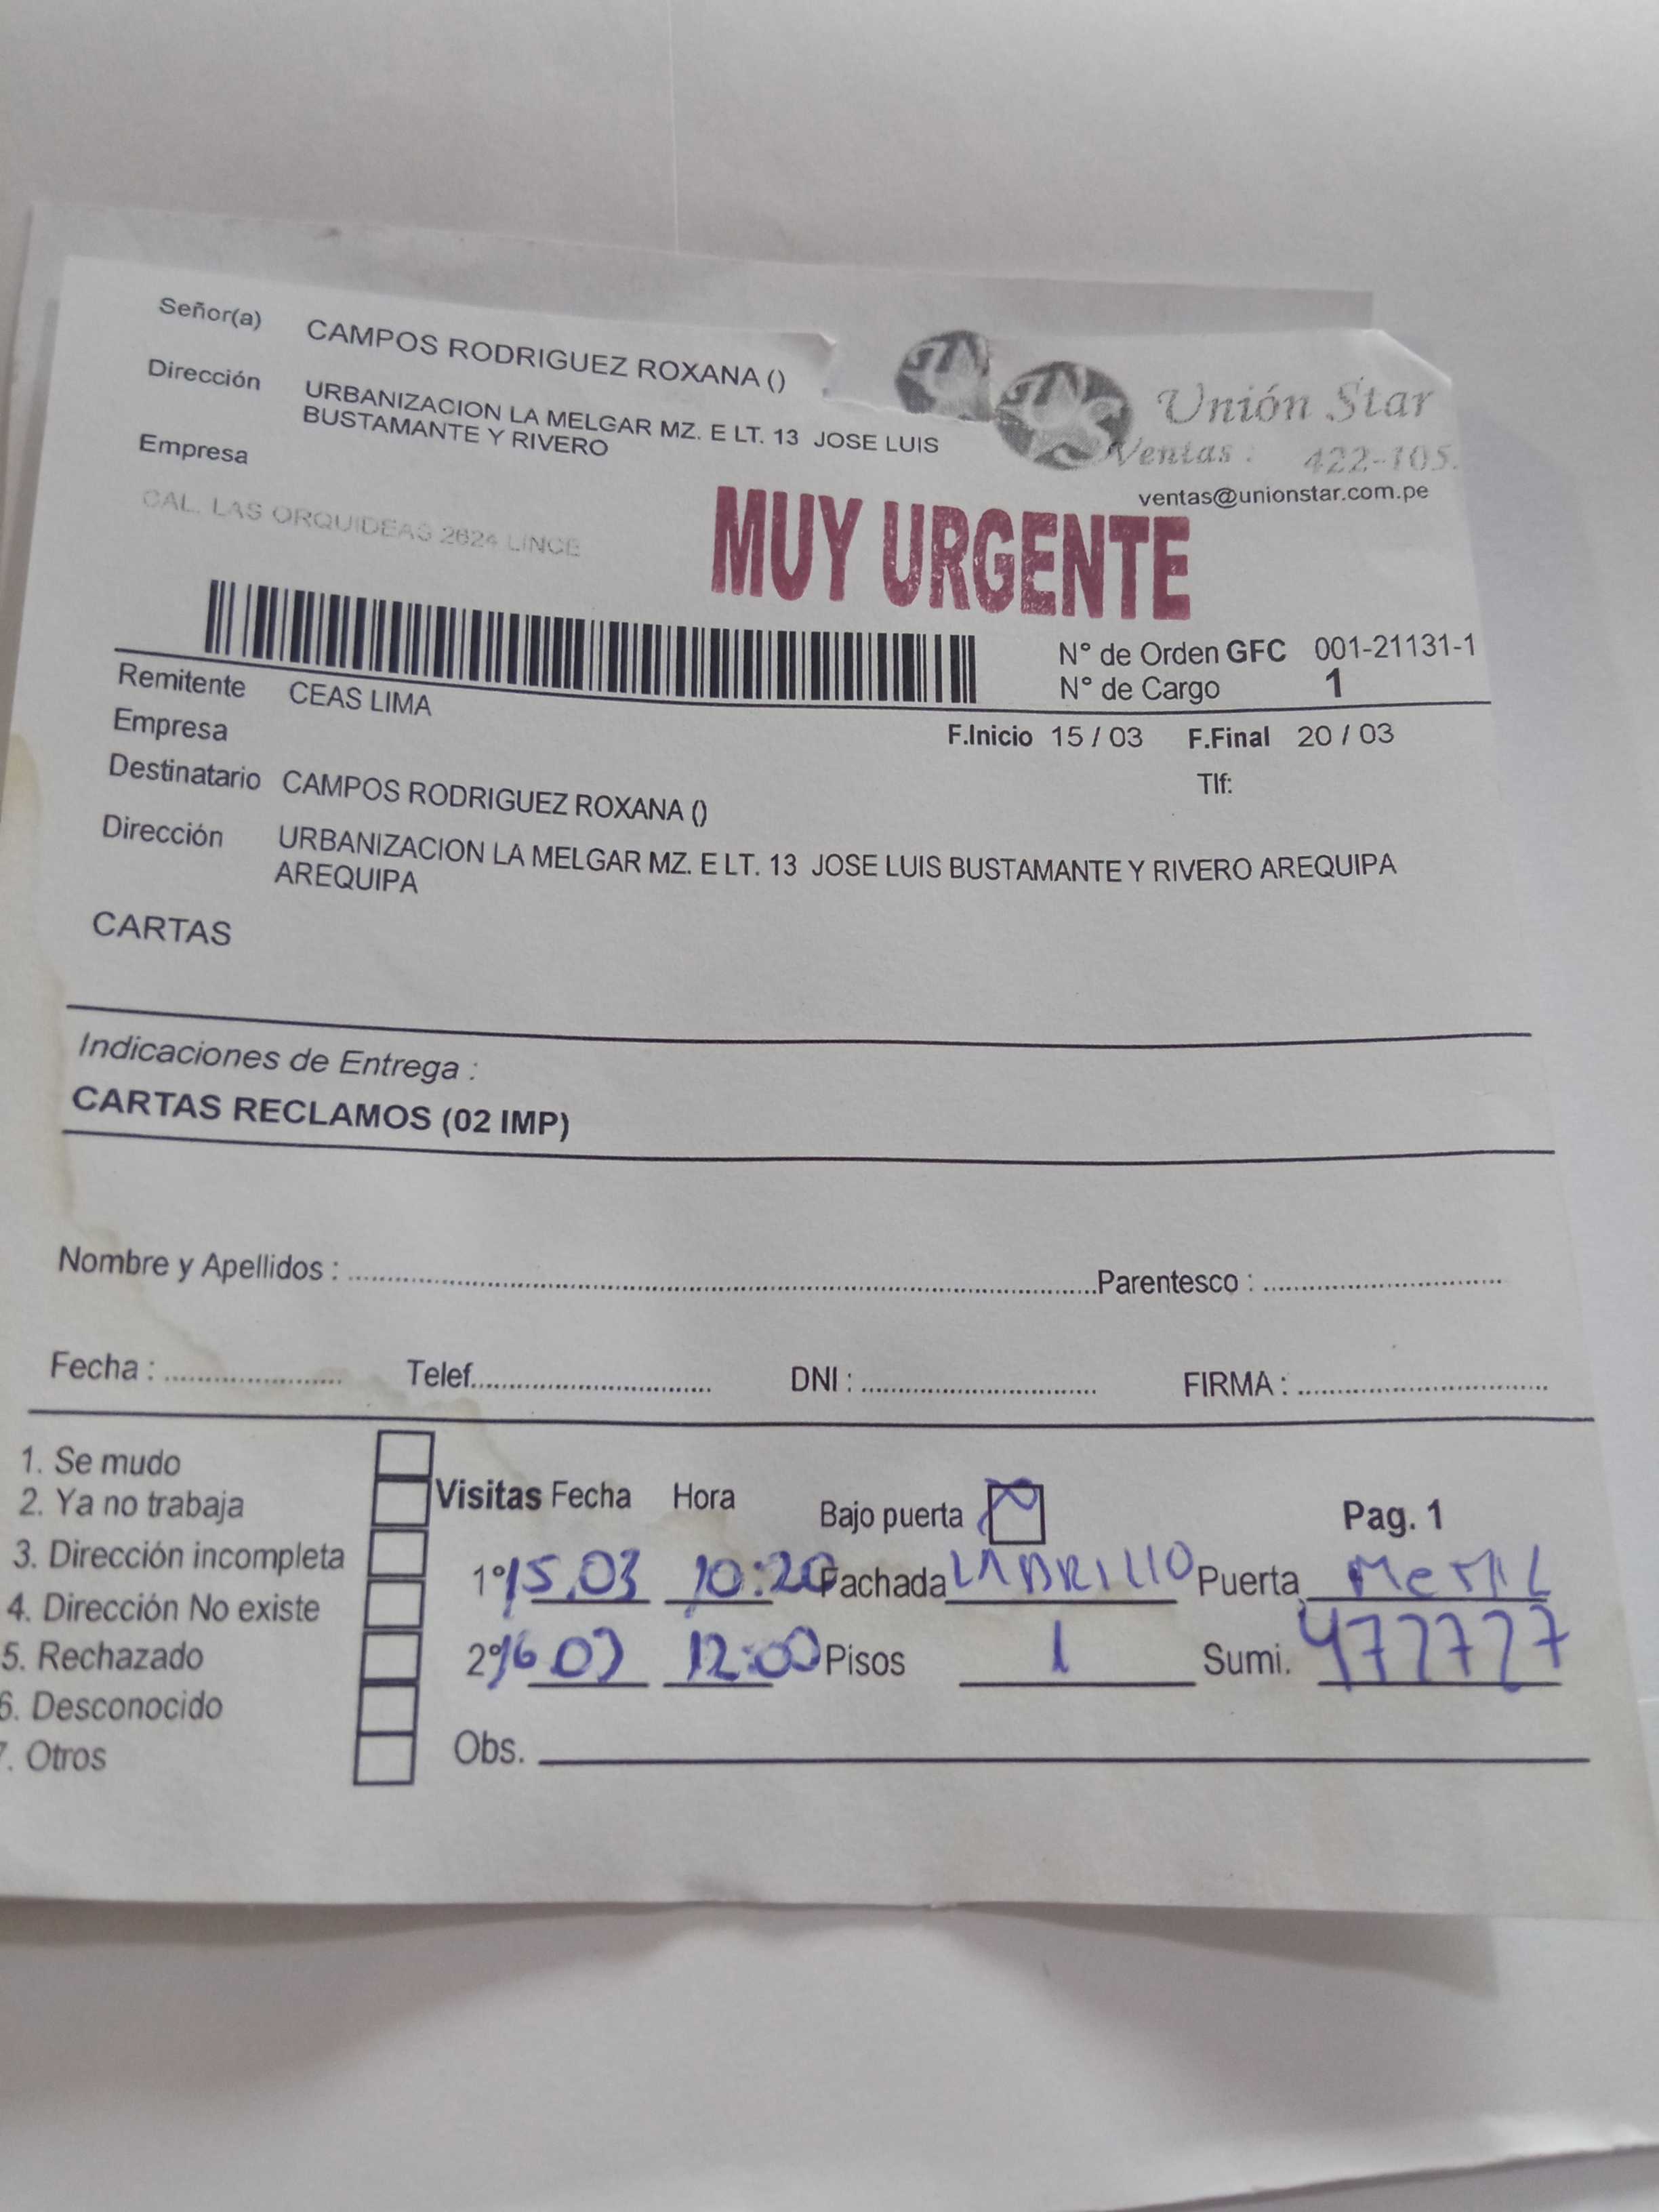 Señor(a) CAMPOS RODRIGUEZ ROXANA ()
Dirección URBANIZACION LA MELGAR MZ. E LT. 13 JOSE LUIS
BUSTAMANTE Y RIVERO
Empresa
CAL. LAS ORQUIDEAS 2624 LINCE
Unión Star
Ventas : 422-105
ventas@unionstar.com.pe
MUY URGENTE
N° de Orden GFC 001-21131-1
N° de Cargo 1
Remitente CEAS LIMA
Empresa
F.Inicio 15 / 03 F.Final 20 / 03
Destinatario CAMPOS RODRIGUEZ ROXANA ()
Tlf:
Dirección URBANIZACION LA MELGAR MZ. E LT. 13 JOSE LUIS BUSTAMANTE Y RIVERO AREQUIPA
AREQUIPA
CARTAS
Indicaciones de Entrega :
CARTAS RECLAMOS (02 IMP)
Nombre y Apellidos : Parentesco :
Fecha : Telef. DNI : FIRMA :
1. Se mudo
2. Ya no trabaja
3. Dirección incompleta
4. Dirección No existe
5. Rechazado
6. Desconocido
7. Otros
Visitas Fecha Hora Bajo puerta Pag. 1
1° 15.03 10:20 Fachada LADRILLO Puerta METAL
2° 16 03 12:00 Pisos 1 Sumi. 477727
Obs.